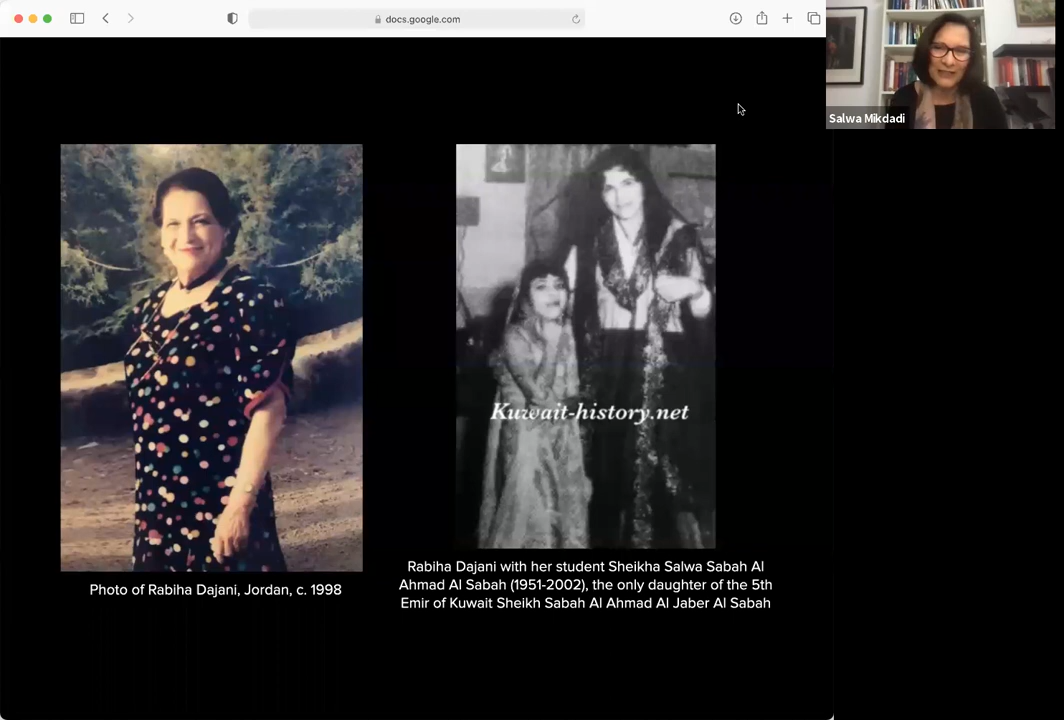 docs.google.com
Salwa Mikdadi
Kuwait-history.net
Photo of Rabiha Dajani, Jordan, c. 1998
Rabiha Dajani with her student Sheikha Salwa Sabah Al
Ahmad Al Sabah (1951-2002), the only daughter of the 5th
Emir of Kuwait Sheikh Sabah Al Ahmad Al Jaber Al Sabah